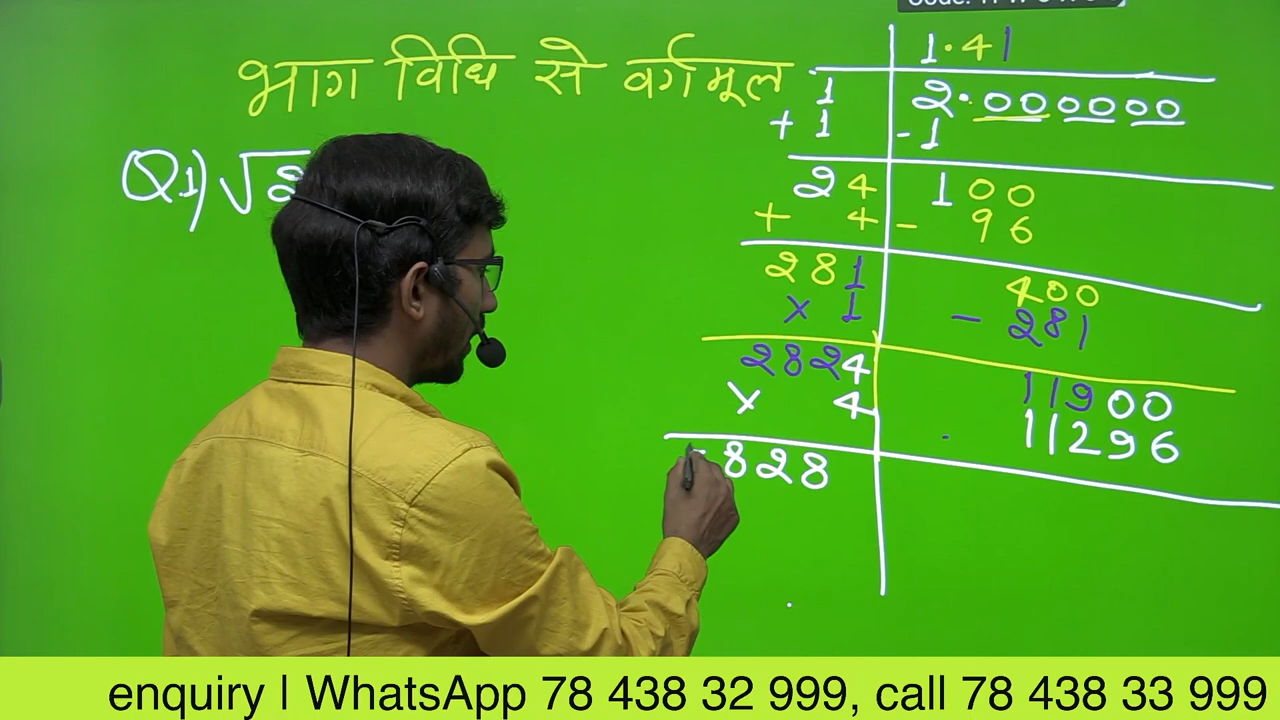 भाग विधि से वर्गमूल
Q1) √2
1.41
1 2.000000
+ 1 - 1
24 100
+ 4 - 96
281 400
x 1 - 281
2824 11900
x 4 11296
828
enquiry I WhatsApp 78 438 32 999, call 78 438 33 999